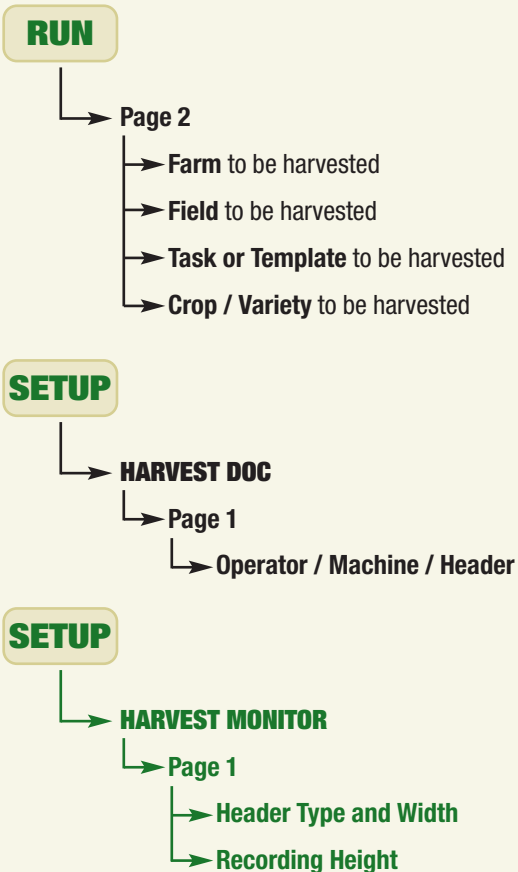 RUN
Page 2
Farm to be harvested
Field to be harvested
Task or Template to be harvested
Crop / Variety to be harvested
SETUP
HARVEST DOC
Page 1
Operator / Machine / Header
SETUP
HARVEST MONITOR
Page 1
Header Type and Width
Recording Height